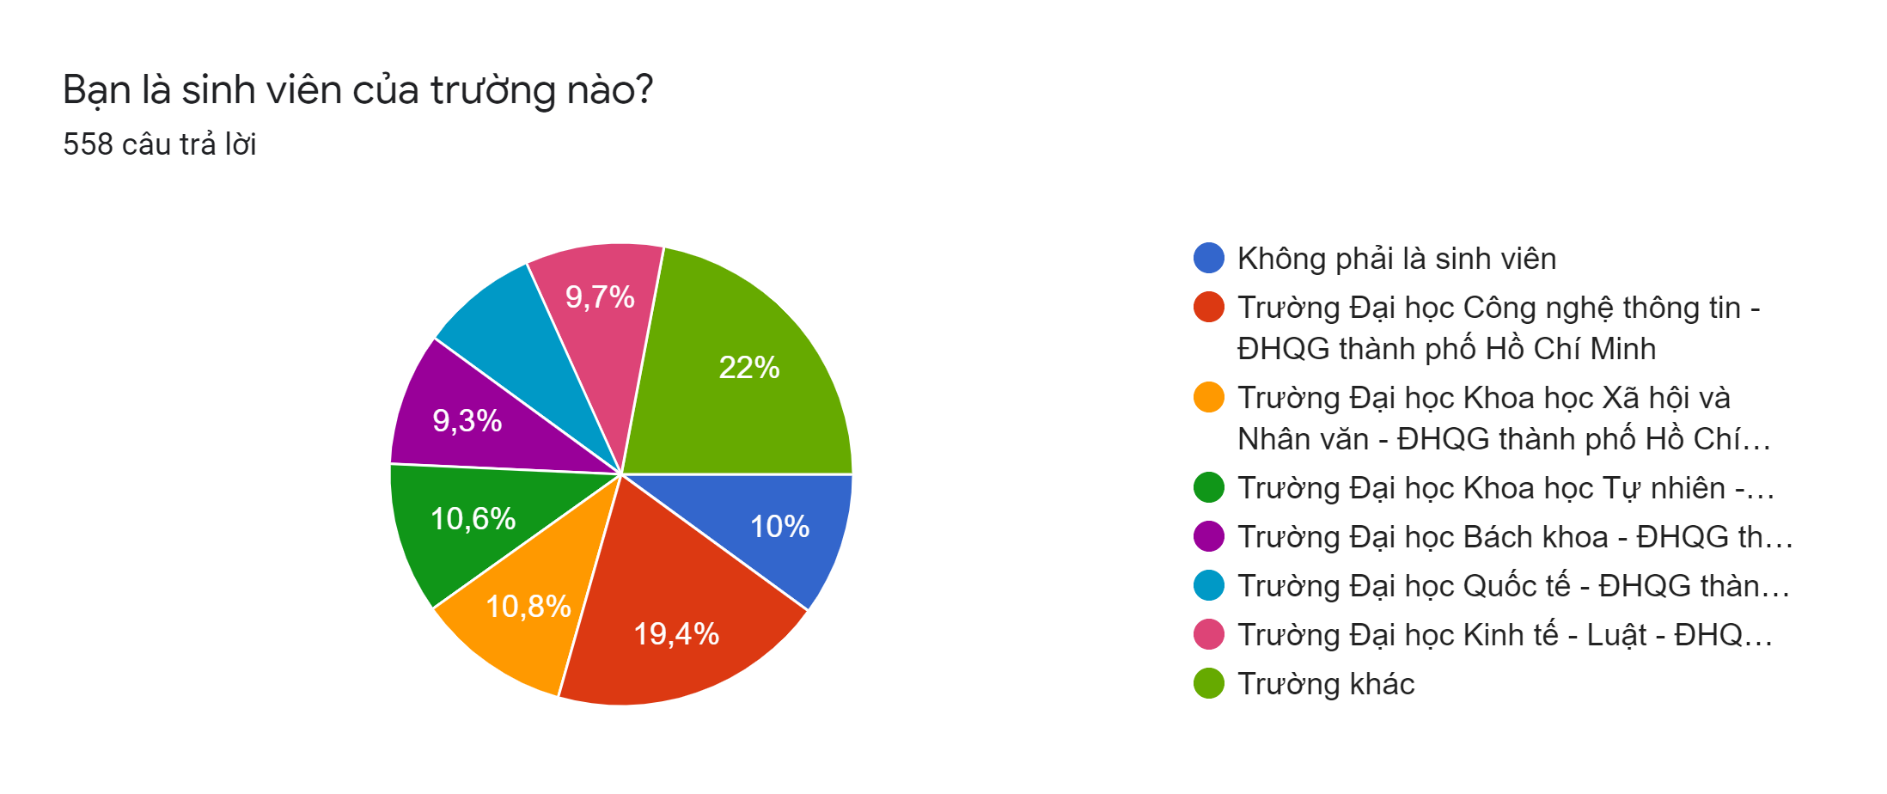 Bạn là sinh viên của trường nào?
558 câu trả lời
9,7%
22%
9,3%
10%
10,6%
10,8%
19,4%
Không phải là sinh viên
Trường Đại học Công nghệ thông tin -
ĐHQG thành phố Hồ Chí Minh
Trường Đại học Khoa học Xã hội và
Nhân văn - ĐHQG thành phố Hồ Chí…
Trường Đại học Khoa học Tự nhiên -…
Trường Đại học Bách khoa - ĐHQG th…
Trường Đại học Quốc tế - ĐHQG thàn…
Trường Đại học Kinh tế - Luật - ĐHQ…
Trường khác